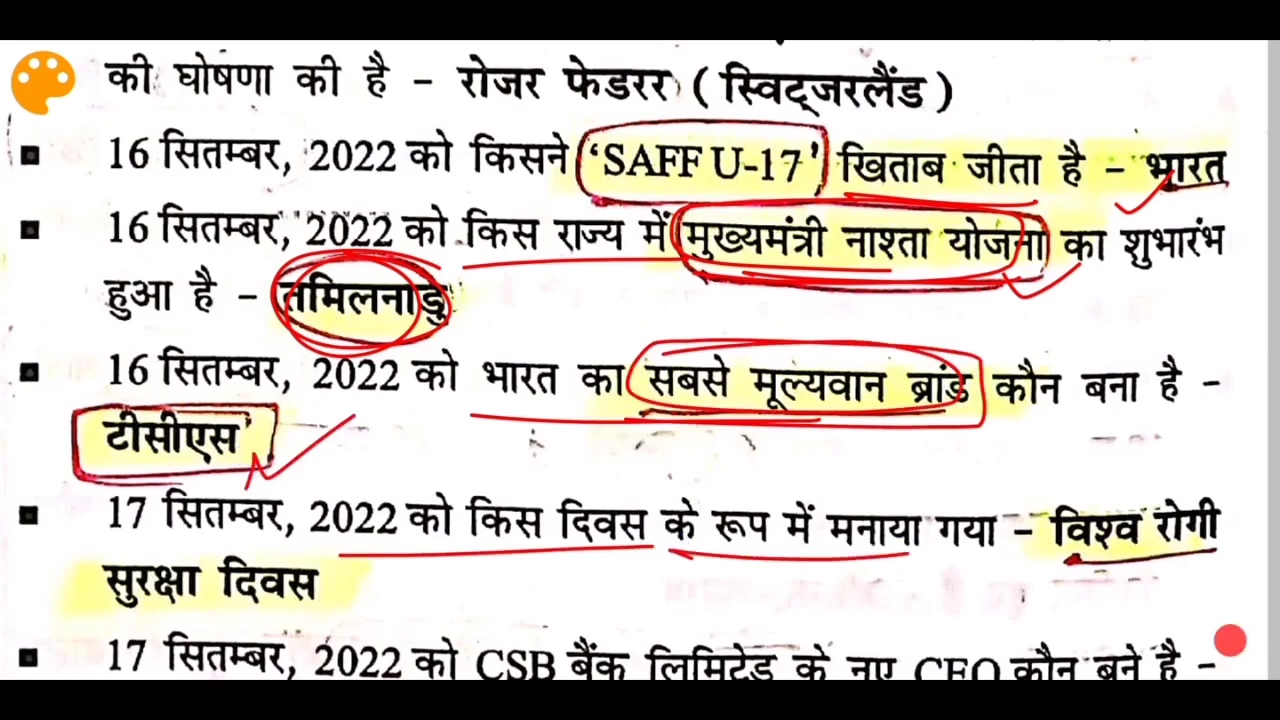 की घोषणा की है - रोजर फेडरर ( स्विट्जरलैंड )
▪ 16 सितम्बर, 2022 को किसने ‘SAFF U-17’ खिताब जीता है - भारत
▪ 16 सितम्बर, 2022 को किस राज्य में मुख्यमंत्री नाश्ता योजना का शुभारंभ
हुआ है - तमिलनाडु
▪ 16 सितम्बर, 2022 को भारत का सबसे मूल्यवान ब्रांड कौन बना है -
टीसीएस
▪ 17 सितम्बर, 2022 को किस दिवस के रूप में मनाया गया - विश्व रोगी
सुरक्षा दिवस
▪ 17 सितम्बर, 2022 को CSB बैंक लिमिटेड के नए CEO कौन बने है -